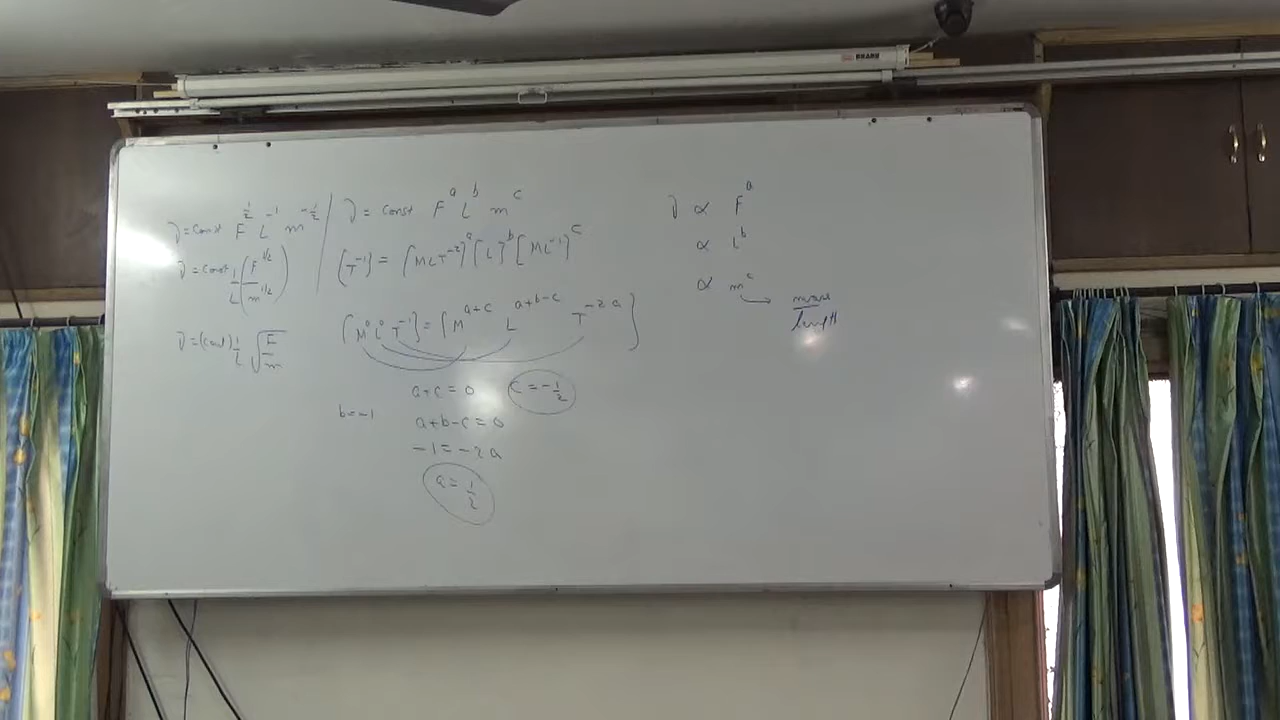 ν = const F^{1/2} L^{-1} m^{-1/2}
ν = const 1/L (F^{1/2}/m^{1/2})
ν = (const) 1/L √(F/m)
ν = const F^a L^b m^c
[T^{-1}] = [MLT^{-2}]^a [L]^b [ML^{-1}]^c
[M^0 L^0 T^{-1}] = [M^{a+c} L^{a+b-c} T^{-2a}]
a+c=0 c = -1/2
b=-1 a+b-c=0
-1=-2a
a = 1/2
ν ∝ F^a
∝ L^b
∝ m^c → mass
length